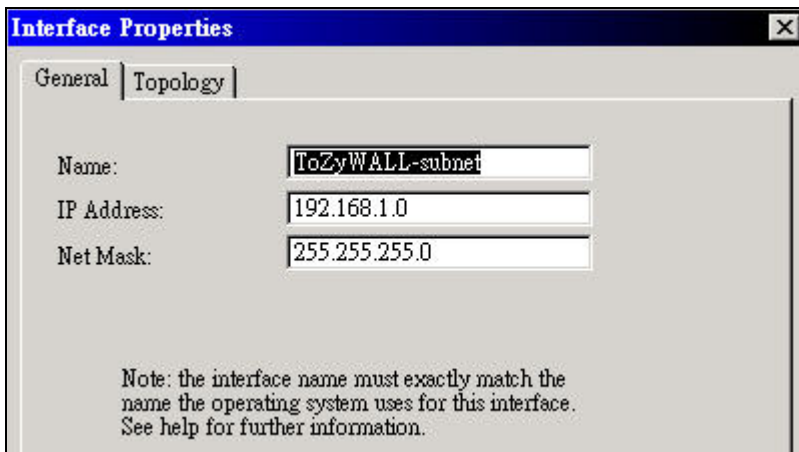 Interface Properties
General
Topology
Name:
ToZyWALL-subnet
IP Address:
192.168.1.0
Net Mask:
255.255.255.0
Note: the interface name must exactly match the
name the operating system uses for this interface.
See help for further information.